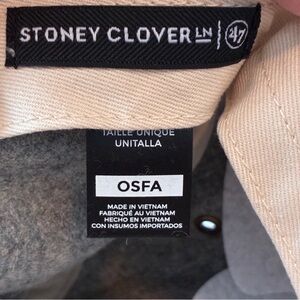 STONEY CLOVER LN | 47
TAILLE UNIQUE
UNITALLA
OSFA
MADE IN VIETNAM
FABRIQUÉ AU VIETNAM
HECHO EN VIETNAM
CON INSUMOS IMPORTADOS